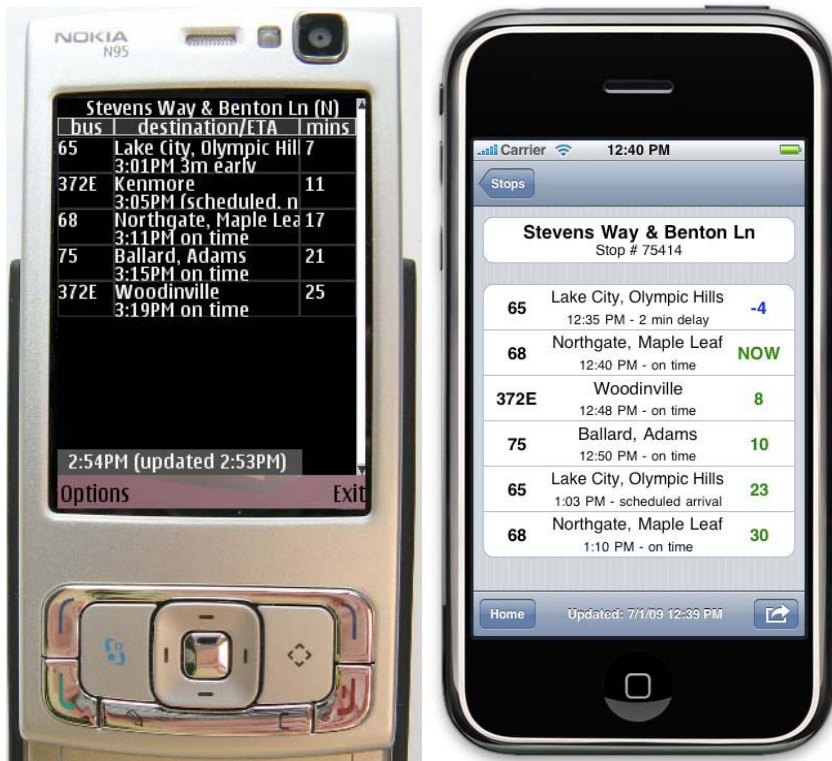 NOKIA
N95
Stevens Way & Benton Ln (N)
bus destination/ETA mins
65 Lake City, Olympic Hill 7
3:01PM 3m early
372E Kenmore 11
3:05PM (scheduled, n
68 Northgate, Maple Lea 17
3:11PM on time
75 Ballard, Adams 21
3:15PM on time
372E Woodinville 25
3:19PM on time
2:54PM (updated 2:53PM)
Options Exit
Carrier 12:40 PM
Stops
Stevens Way & Benton Ln
Stop # 75414
65 Lake City, Olympic Hills -4
12:35 PM - 2 min delay
68 Northgate, Maple Leaf NOW
12:40 PM - on time
372E Woodinville 8
12:48 PM - on time
75 Ballard, Adams 10
12:50 PM - on time
65 Lake City, Olympic Hills 23
1:03 PM - scheduled arrival
68 Northgate, Maple Leaf 30
1:10 PM - on time
Home Updated: 7/1/09 12:39 PM